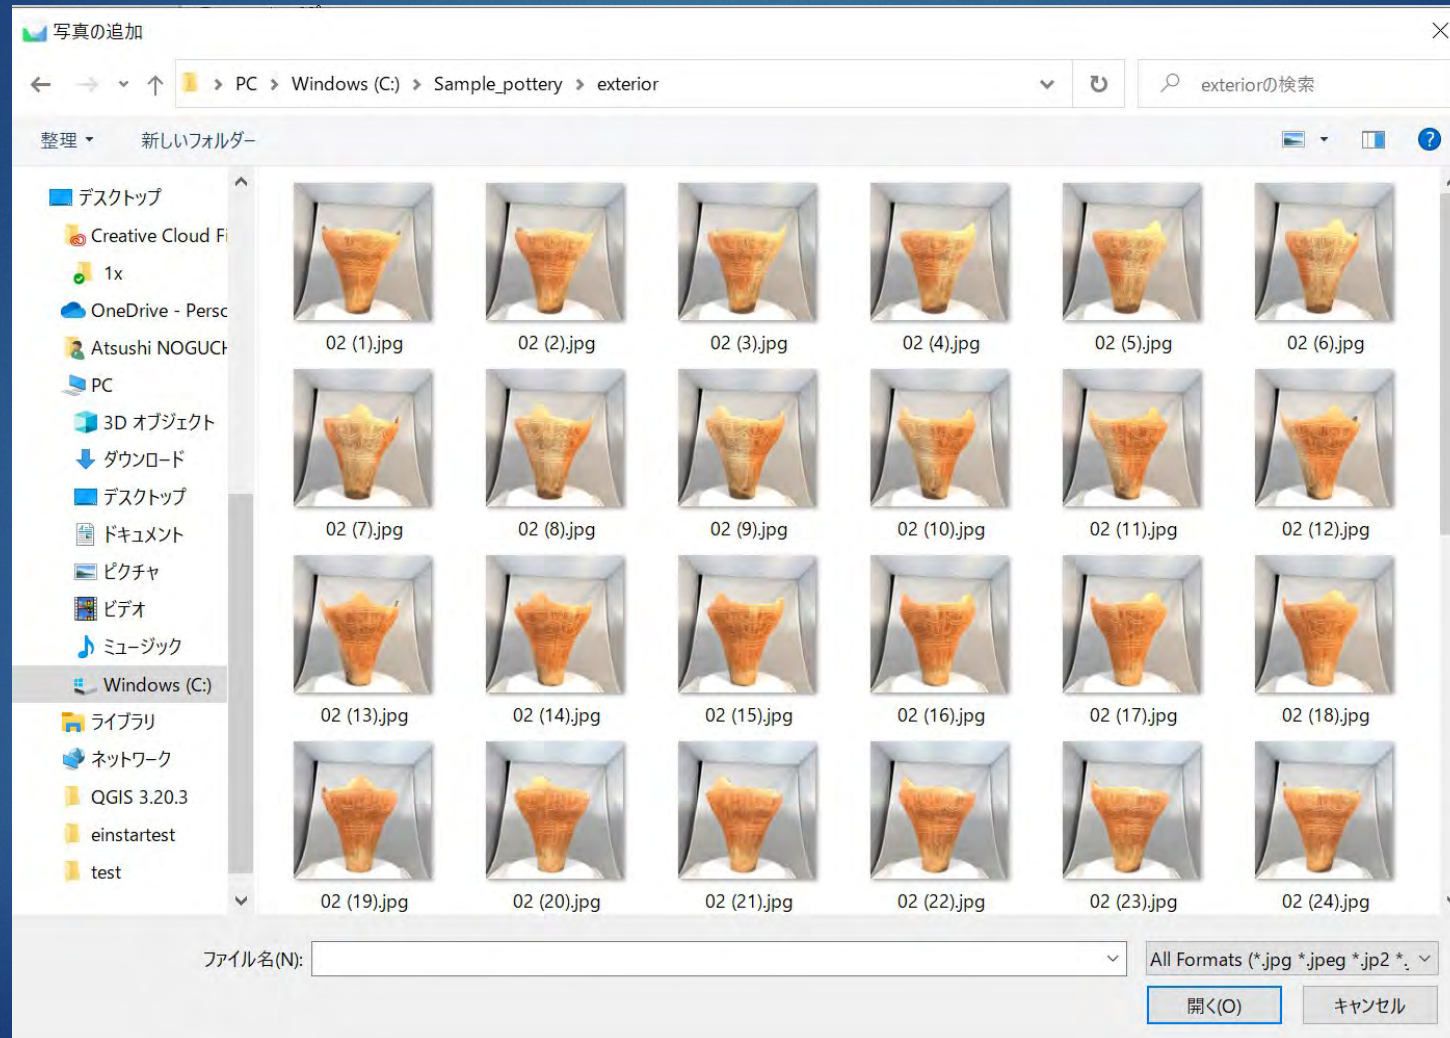 写真の追加
PC > Windows (C:) > Sample_pottery > exterior
exteriorの検索
整理
新しいフォルダー
デスクトップ
Creative Cloud Fi
1x
OneDrive - Persc
Atsushi NOGUCH
PC
3D オブジェクト
ダウンロード
デスクトップ
ドキュメント
ピクチャ
ビデオ
ミュージック
Windows (C:)
ライブラリ
ネットワーク
QGIS 3.20.3
einstartest
test
02 (1).jpg
02 (2).jpg
02 (3).jpg
02 (4).jpg
02 (5).jpg
02 (6).jpg
02 (7).jpg
02 (8).jpg
02 (9).jpg
02 (10).jpg
02 (11).jpg
02 (12).jpg
02 (13).jpg
02 (14).jpg
02 (15).jpg
02 (16).jpg
02 (17).jpg
02 (18).jpg
02 (19).jpg
02 (20).jpg
02 (21).jpg
02 (22).jpg
02 (23).jpg
02 (24).jpg
ファイル名(N):
All Formats (*.jpg *.jpeg *.jp2 *.
開く(O)
キャンセル